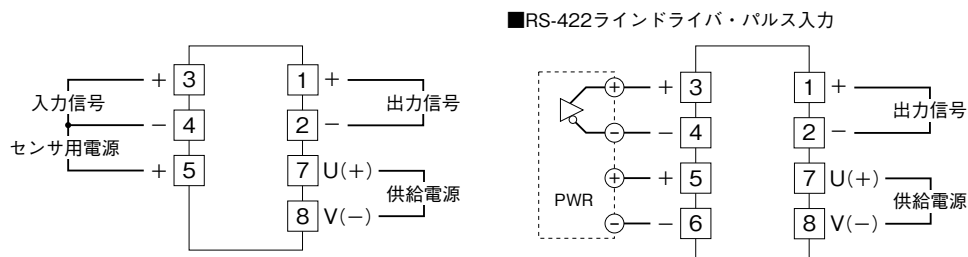 ■RS-422ラインドライバ・パルス入力
入力信号
センサ用電源
+ 3
− 4
+ 5
1 +
2 −
7 U(+)
8 V(−)
出力信号
供給電源
PWR
+ + 3
− − 4
+ + 5
− − 6
1 +
2 −
7 U(+)
8 V(−)
出力信号
供給電源